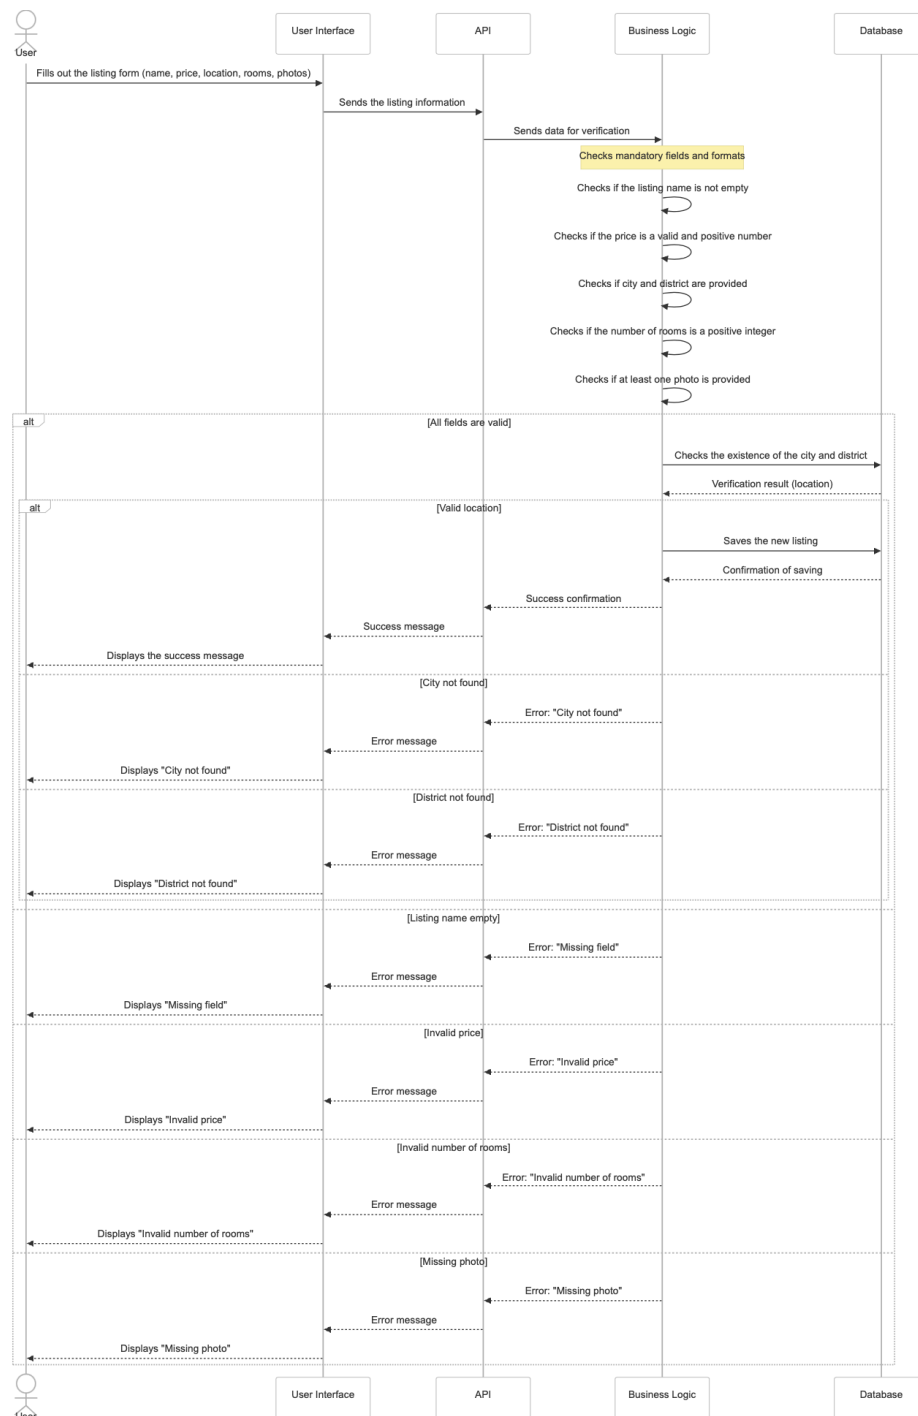 User
User Interface
API
Business Logic
Database
Fills out the listing form (name, price, location, rooms, photos)
Sends the listing information
Sends data for verification
Checks mandatory fields and formats
Checks if the listing name is not empty
Checks if the price is a valid and positive number
Checks if city and district are provided
Checks if the number of rooms is a positive integer
Checks if at least one photo is provided
alt
[All fields are valid]
Checks the existence of the city and district
Verification result (location)
alt
[Valid location]
Saves the new listing
Confirmation of saving
Success confirmation
Success message
Displays the success message
[City not found]
Error: "City not found"
Error message
Displays "City not found"
[District not found]
Error: "District not found"
Error message
Displays "District not found"
[Listing name empty]
Error: "Missing field"
Error message
Displays "Missing field"
[Invalid price]
Error: "Invalid price"
Error message
Displays "Invalid price"
[Invalid number of rooms]
Error: "Invalid number of rooms"
Error message
Displays "Invalid number of rooms"
[Missing photo]
Error: "Missing photo"
Error message
Displays "Missing photo"
User
User Interface
API
Business Logic
Database